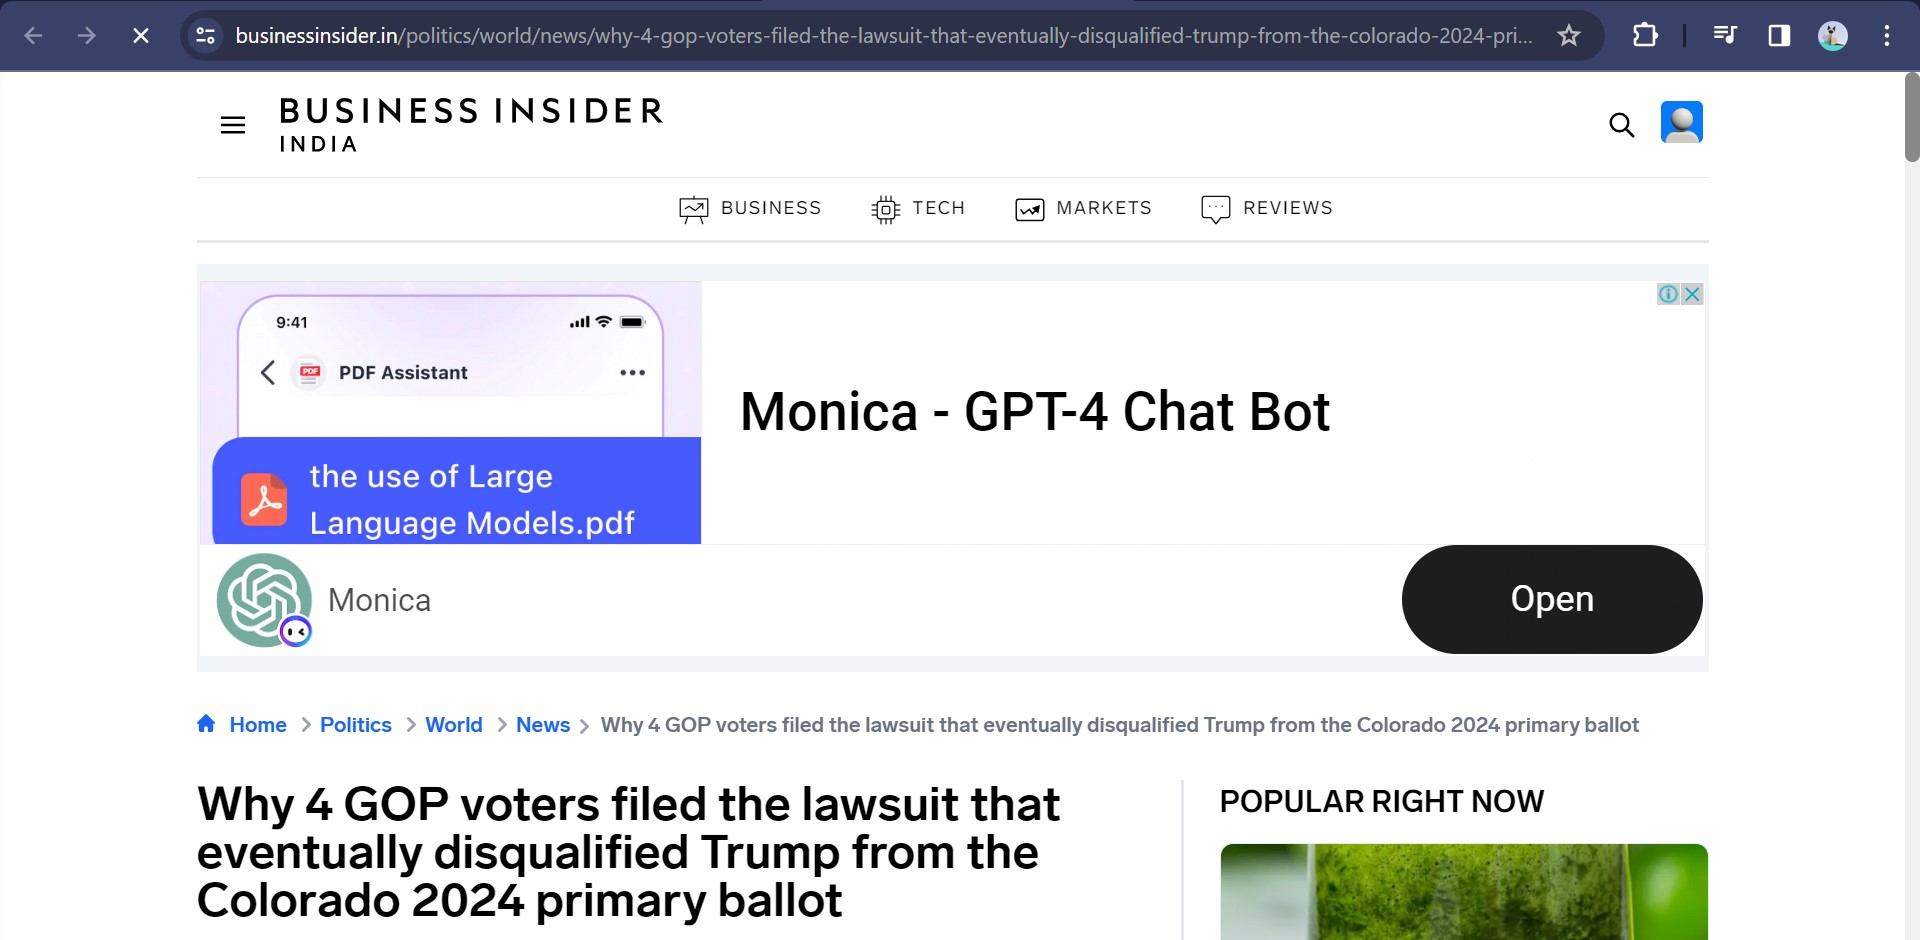 businessinsider.in/politics/world/news/why-4-gop-voters-filed-the-lawsuit-that-eventually-disqualified-trump-from-the-colorado-2024-pri...
BUSINESS INSIDER
INDIA
BUSINESS
TECH
MARKETS
REVIEWS
9:41
PDF
PDF Assistant
the use of Large
Language Models.pdf
Monica - GPT-4 Chat Bot
Monica
Open
Home
Politics
World
News
Why 4 GOP voters filed the lawsuit that eventually disqualified Trump from the Colorado 2024 primary ballot
Why 4 GOP voters filed the lawsuit that
eventually disqualified Trump from the
Colorado 2024 primary ballot
POPULAR RIGHT NOW